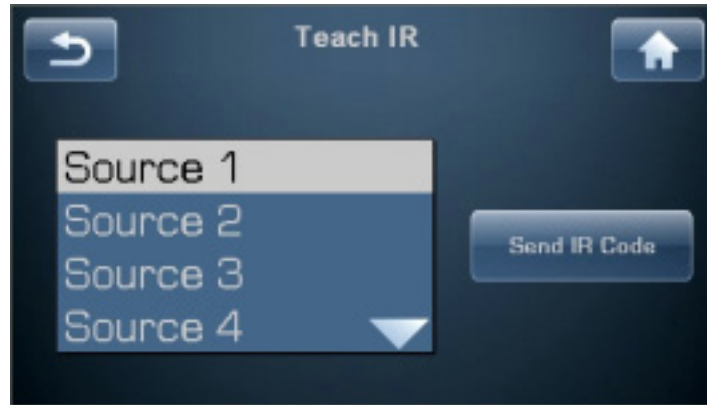 Teach IR
Source 1
Source 2
Source 3
Source 4
Send IR Code